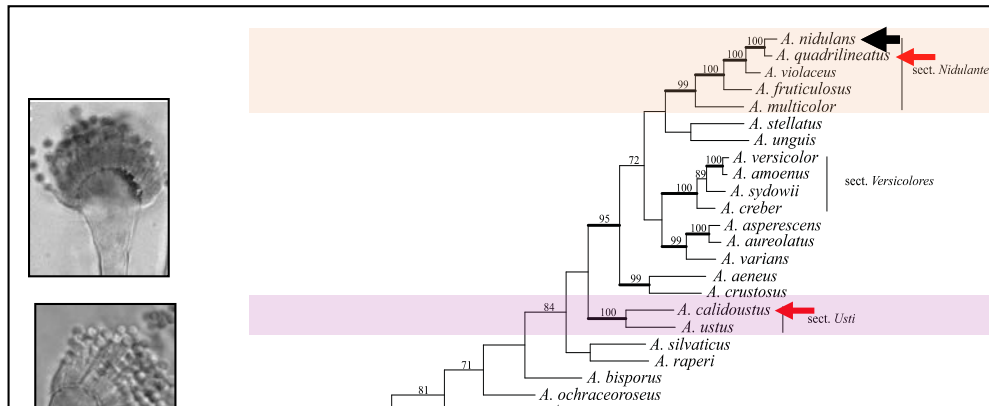 100 A. nidulans
100 A. quadrilineatus
sect. Nidulante
100 A. violaceus
99 A. fruticulosus
A. multicolor
A. stellatus
A. unguis
72
100 A. versicolor
89 A. amoenus
sect. Versicolores
100 A. sydowii
A. creber
95
100 A. asperescens
99 A. aureolatus
A. varians
99 A. aeneus
A. crustosus
84
100 A. calidoustus
sect. Usti
A. ustus
A. silvaticus
71 A. raperi
A. bisporus
81 A. ochraceoroseus